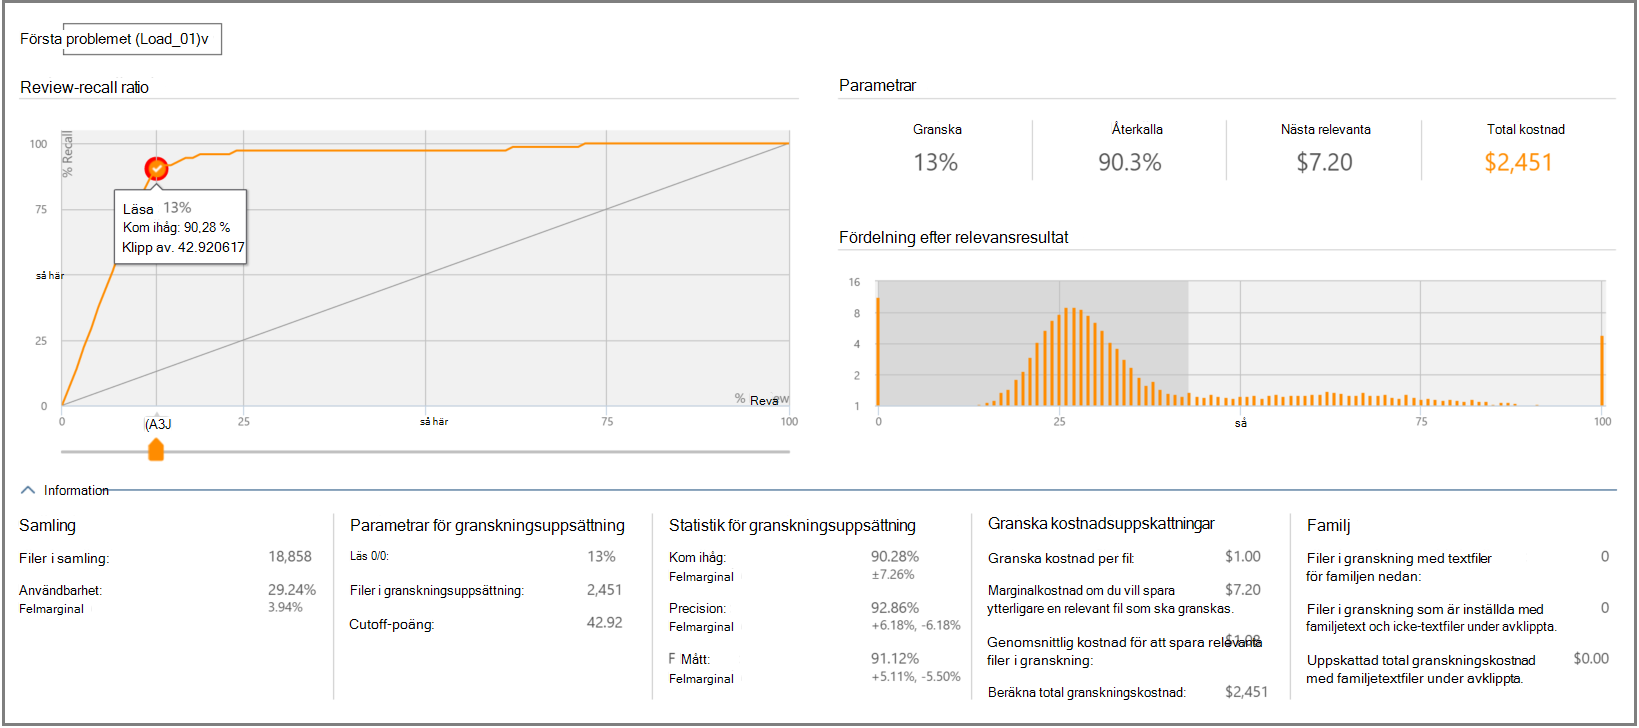 Första problemet (Load_01)v
Review-recall ratio
100
75
så här
25
0
% Recall
Läsa 13%
Kom ihåg: 90,28 %
Klipp av. 42.920617
% Reva
0
(A3J
25
så här
75
100
Parametrar
Granska
13%
Återkalla
90.3%
Nästa relevanta
$7.20
Total kostnad
$2,451
Fördelning efter relevansresultat
16
8
4
2
1
0
25
så
75
100
Information
Samling
Filer i samling: 18,858
Användbarhet: 29.24%
Felmarginal 3.94%
Parametrar för granskningsuppsättning
Läs 0/0: 13%
Filer i granskningsuppsättning: 2,451
Cutoff-poäng: 42.92
Statistik för granskningsuppsättning
Kom ihåg: 90.28%
Felmarginal ±7.26%
Precision: 92.86%
Felmarginal +6.18%, -6.18%
F Mått: 91.12%
Felmarginal +5.11%, -5.50%
Granska kostnadsuppskattningar
Granska kostnad per fil: $1.00
Marginalkostnad om du vill spara $7.20
ytterligare en relevant fil som ska granskas.
Genomsnittlig kostnad för att spara relevanta
filer i granskning:
Beräkna total granskningskostnad: $2,451
Familj
Filer i granskning med textfiler 0
för familjen nedan:
Filer i granskning som är inställda med 0
familjetext och icke-textfiler under avklippta.
Uppskattad total granskningskostnad $0.00
med familjetextfiler under avklippta.